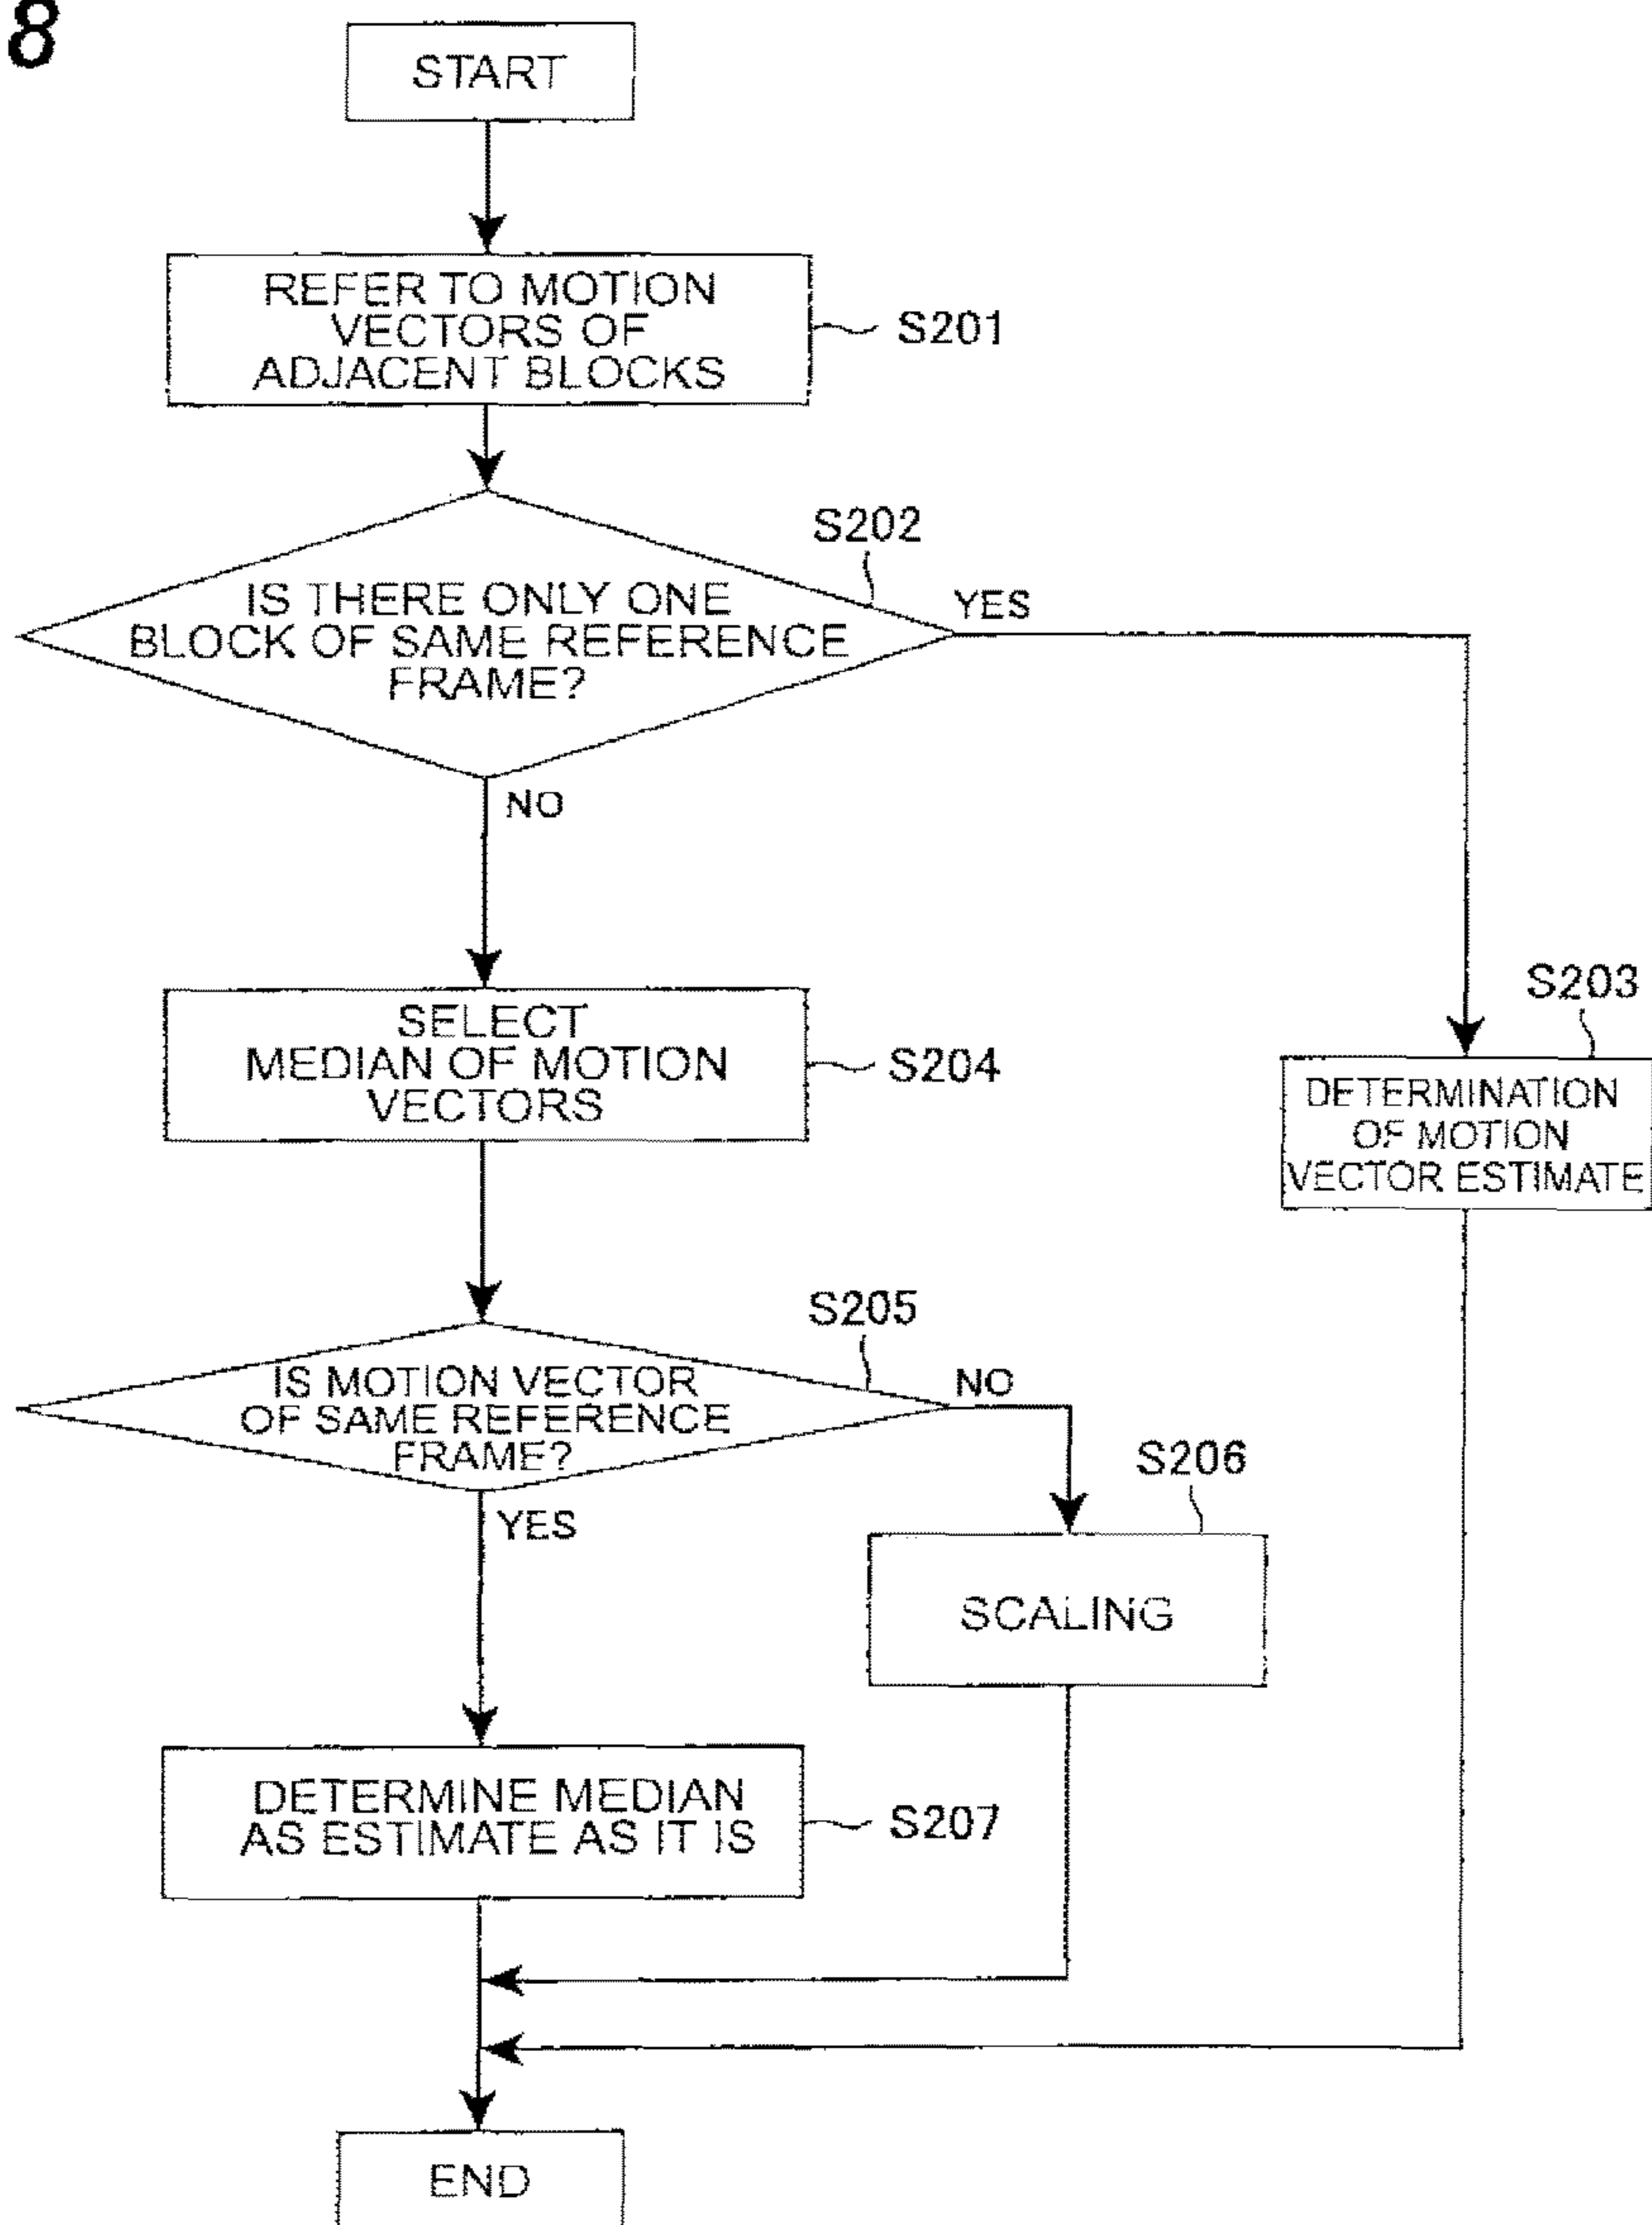 8
START
REFER TO MOTION
VECTORS OF
ADJACENT BLOCKS
S201
S202
IS THERE ONLY ONE
BLOCK OF SAME REFERENCE
FRAME?
YES
NO
S203
DETERMINATION
OF MOTION
VECTOR ESTIMATE
SELECT
MEDIAN OF MOTION
VECTORS
S204
S205
IS MOTION VECTOR
OF SAME REFERENCE
FRAME?
NO
YES
S206
SCALING
DETERMINE MEDIAN
AS ESTIMATE AS IT IS
S207
END